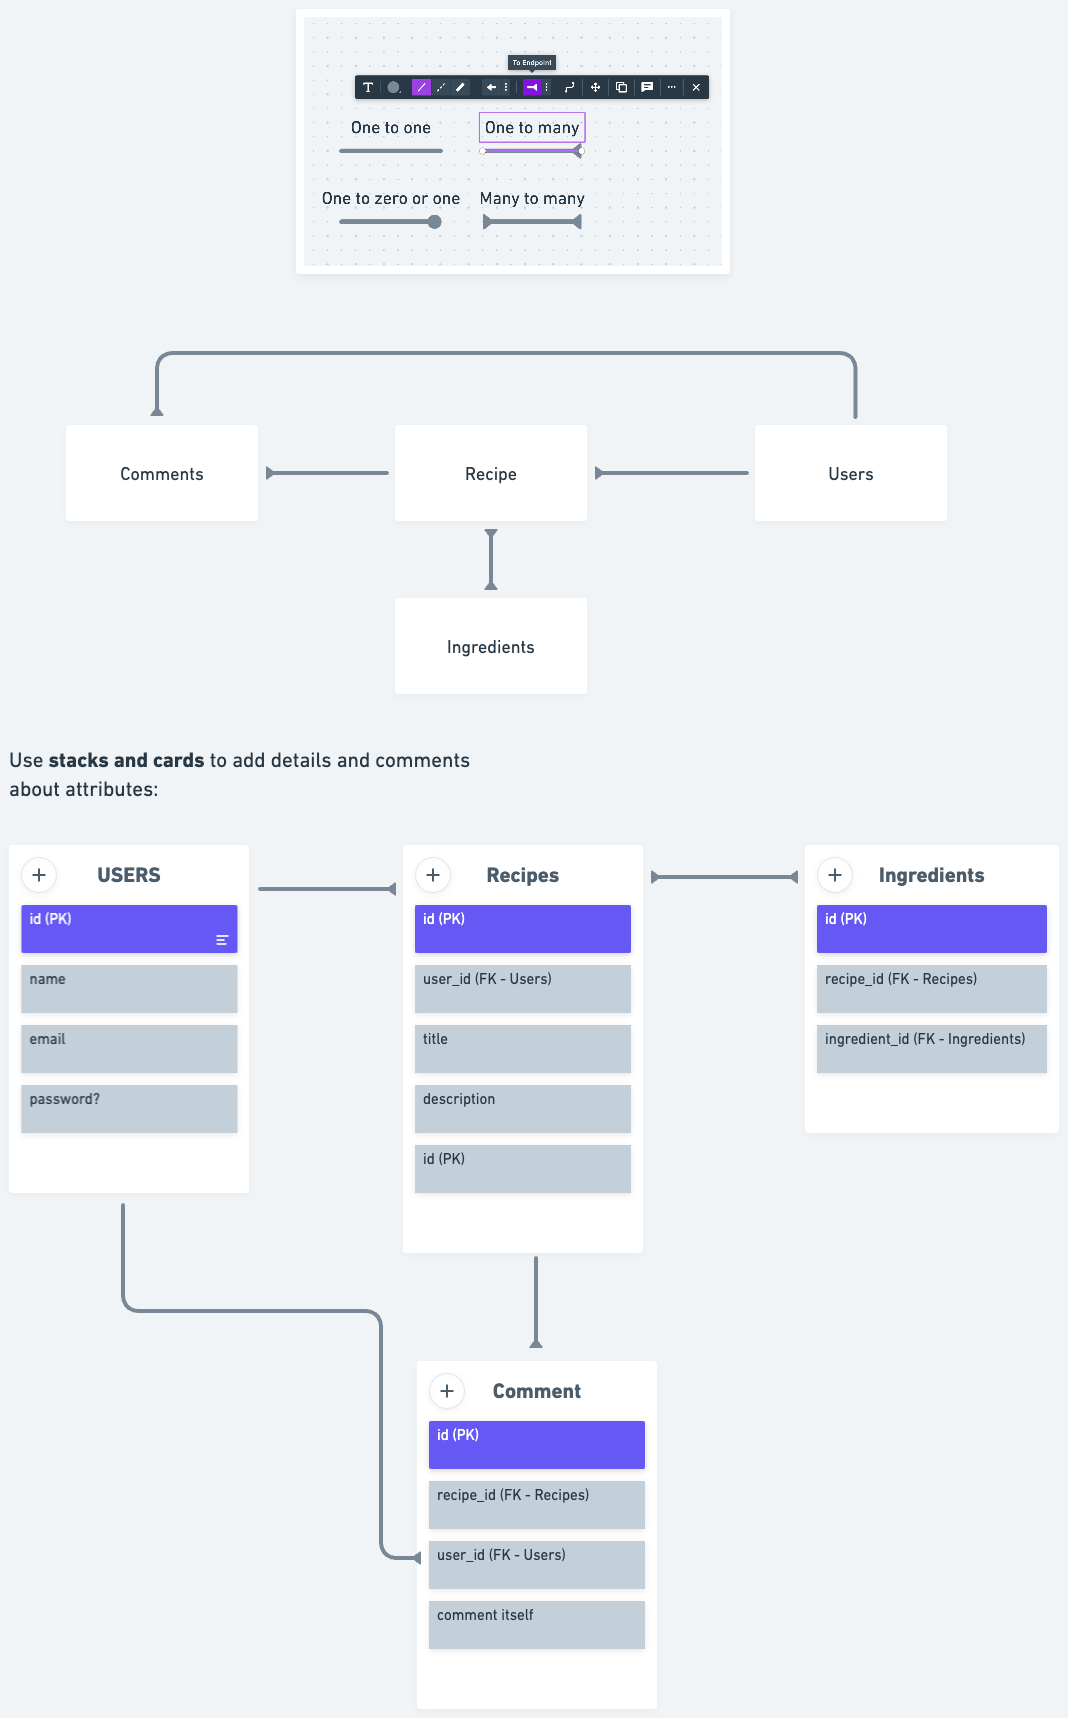 To Endpoint
T
One to one
One to many
One to zero or one
Many to many
Comments
Recipe
Users
Ingredients
Use stacks and cards to add details and comments
about attributes:
USERS
id (PK)
name
email
password?
Recipes
id (PK)
user_id (FK - Users)
title
description
id (PK)
Ingredients
id (PK)
recipe_id (FK - Recipes)
ingredient_id (FK - Ingredients)
Comment
id (PK)
recipe_id (FK - Recipes)
user_id (FK - Users)
comment itself